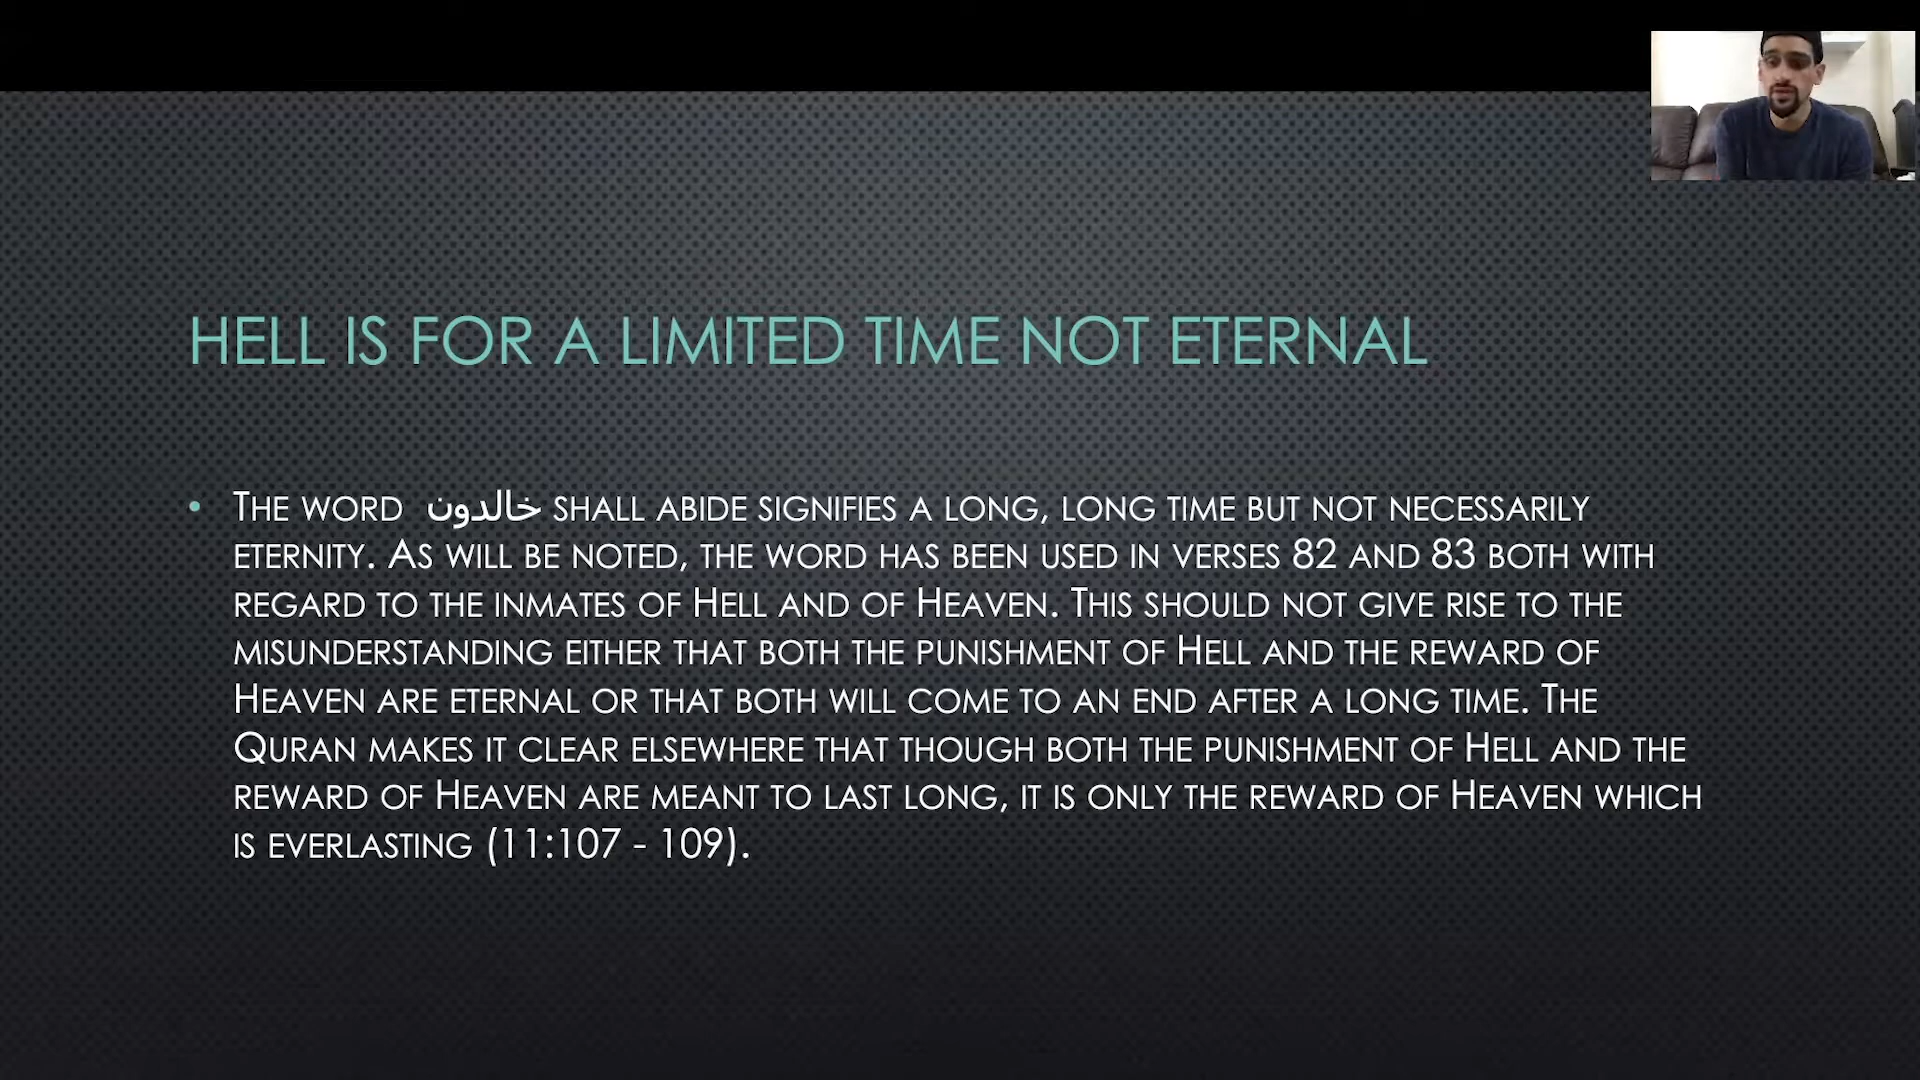 HELL IS FOR A LIMITED TIME NOT ETERNAL
• THE WORD خالدون SHALL ABIDE SIGNIFIES A LONG, LONG TIME BUT NOT NECESSARILY
ETERNITY. AS WILL BE NOTED, THE WORD HAS BEEN USED IN VERSES 82 AND 83 BOTH WITH
REGARD TO THE INMATES OF HELL AND OF HEAVEN. THIS SHOULD NOT GIVE RISE TO THE
MISUNDERSTANDING EITHER THAT BOTH THE PUNISHMENT OF HELL AND THE REWARD OF
HEAVEN ARE ETERNAL OR THAT BOTH WILL COME TO AN END AFTER A LONG TIME. THE
QURAN MAKES IT CLEAR ELSEWHERE THAT THOUGH BOTH THE PUNISHMENT OF HELL AND THE
REWARD OF HEAVEN ARE MEANT TO LAST LONG, IT IS ONLY THE REWARD OF HEAVEN WHICH
IS EVERLASTING (11:107 - 109).